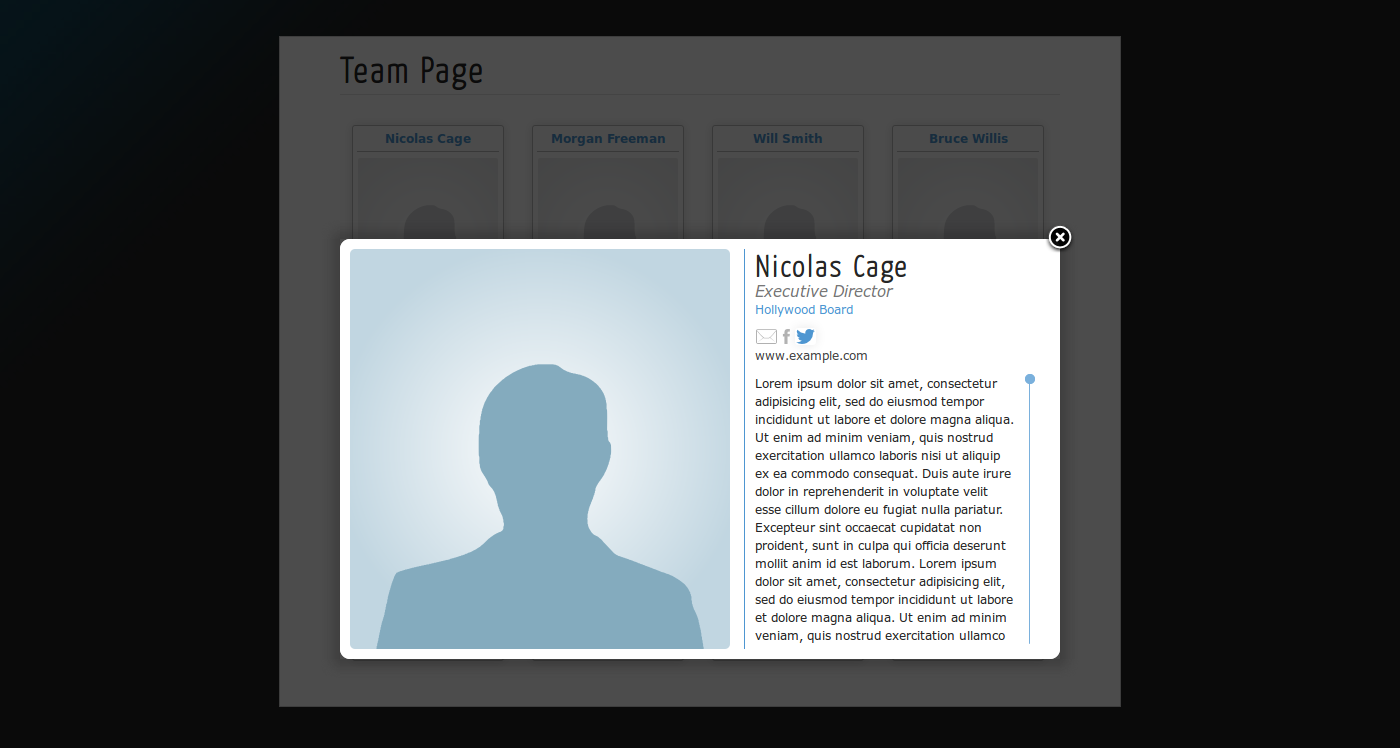 Team Page
Nicolas Cage
Morgan Freeman
Will Smith
Bruce Willis
Nicolas Cage
Executive Director
Hollywood Board
www.example.com
Lorem ipsum dolor sit amet, consectetur
adipisicing elit, sed do eiusmod tempor
incididunt ut labore et dolore magna aliqua.
Ut enim ad minim veniam, quis nostrud
exercitation ullamco laboris nisi ut aliquip
ex ea commodo consequat. Duis aute irure
dolor in reprehenderit in voluptate velit
esse cillum dolore eu fugiat nulla pariatur.
Excepteur sint occaecat cupidatat non
proident, sunt in culpa qui officia deserunt
mollit anim id est laborum. Lorem ipsum
dolor sit amet, consectetur adipisicing elit,
sed do eiusmod tempor incididunt ut labore
et dolore magna aliqua. Ut enim ad minim
veniam, quis nostrud exercitation ullamco